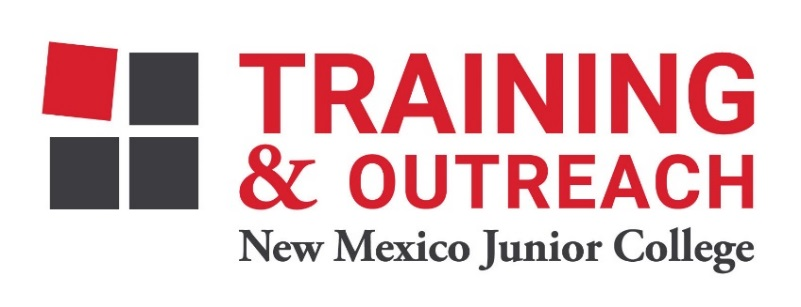 TRAINING
& OUTREACH
New Mexico Junior College